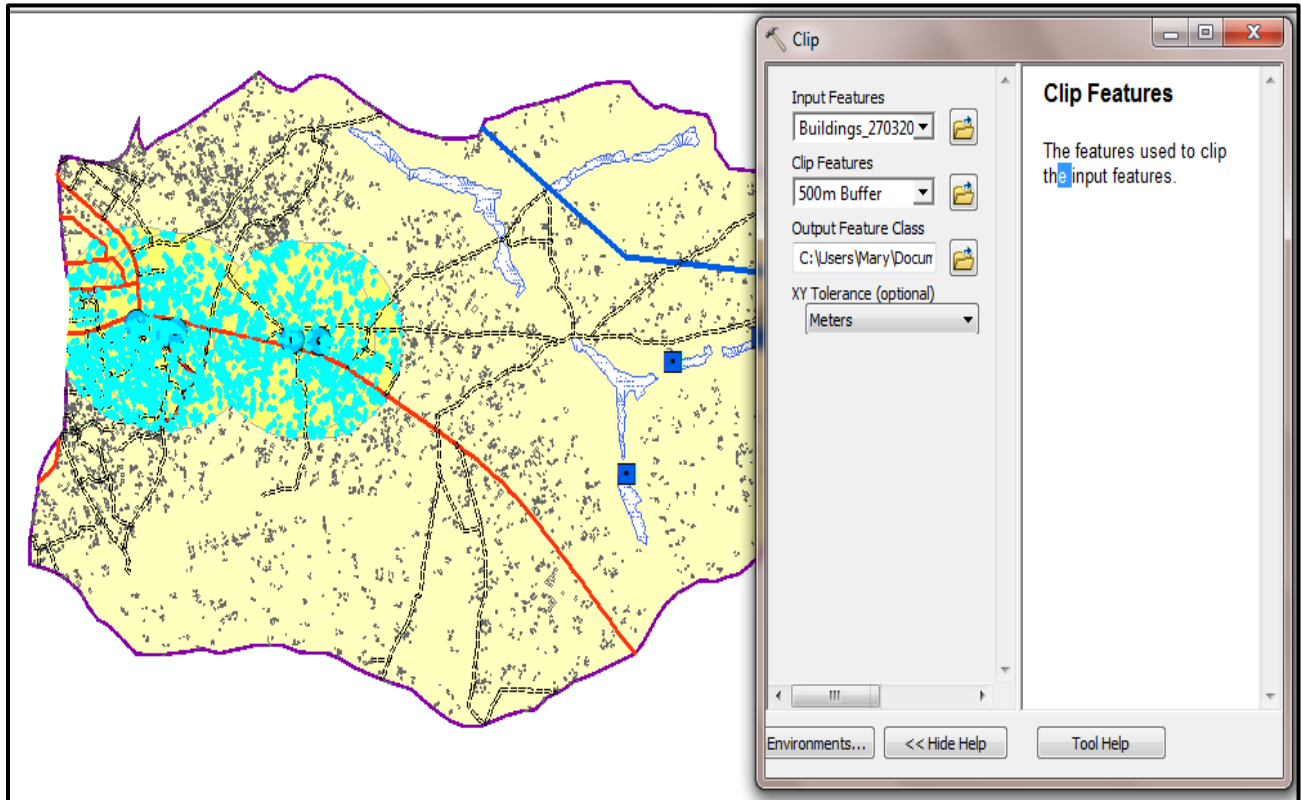 Clip
Input Features
Buildings_270320
Clip Features
500m Buffer
Output Feature Class
C:\Users\Mary\Docum
XY Tolerance (optional)
Meters
Clip Features
The features used to clip
the input features.
Environments...
<< Hide Help
Tool Help